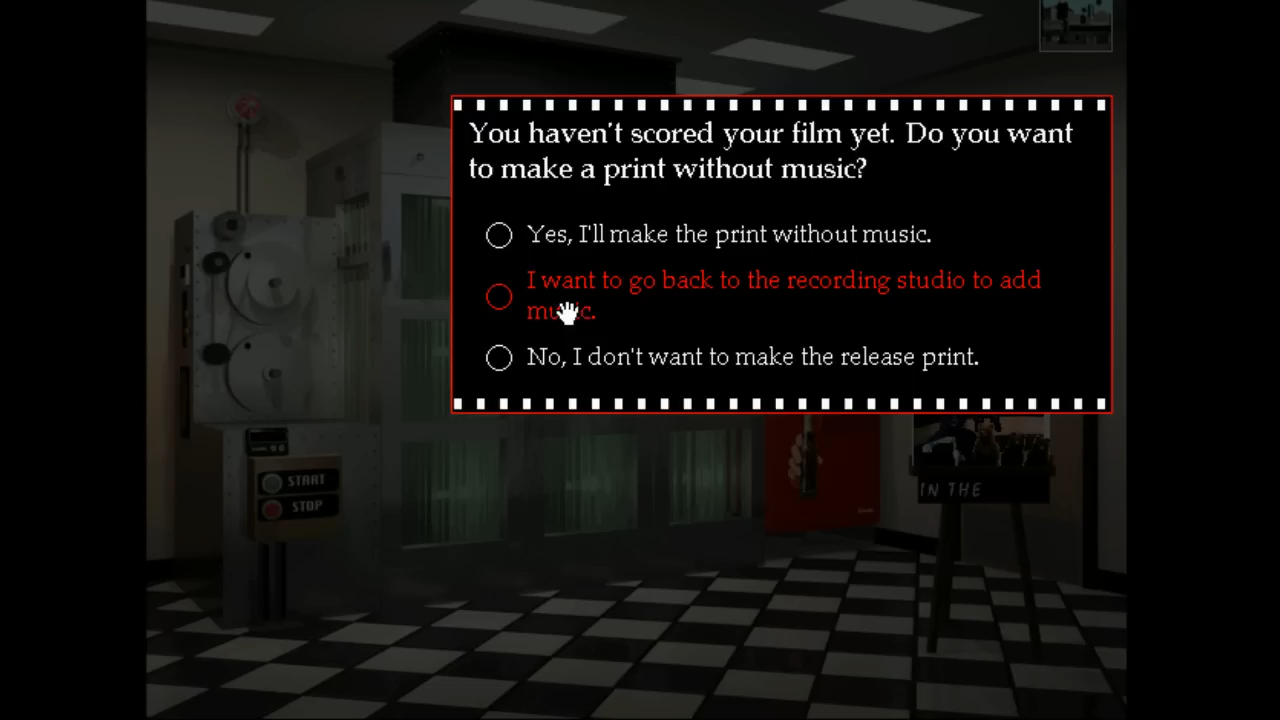 You haven't scored your film yet. Do you want
to make a print without music?
Yes, I'll make the print without music.
I want to go back to the recording studio to add
music.
No, I don't want to make the release print.
START
STOP
IN THE